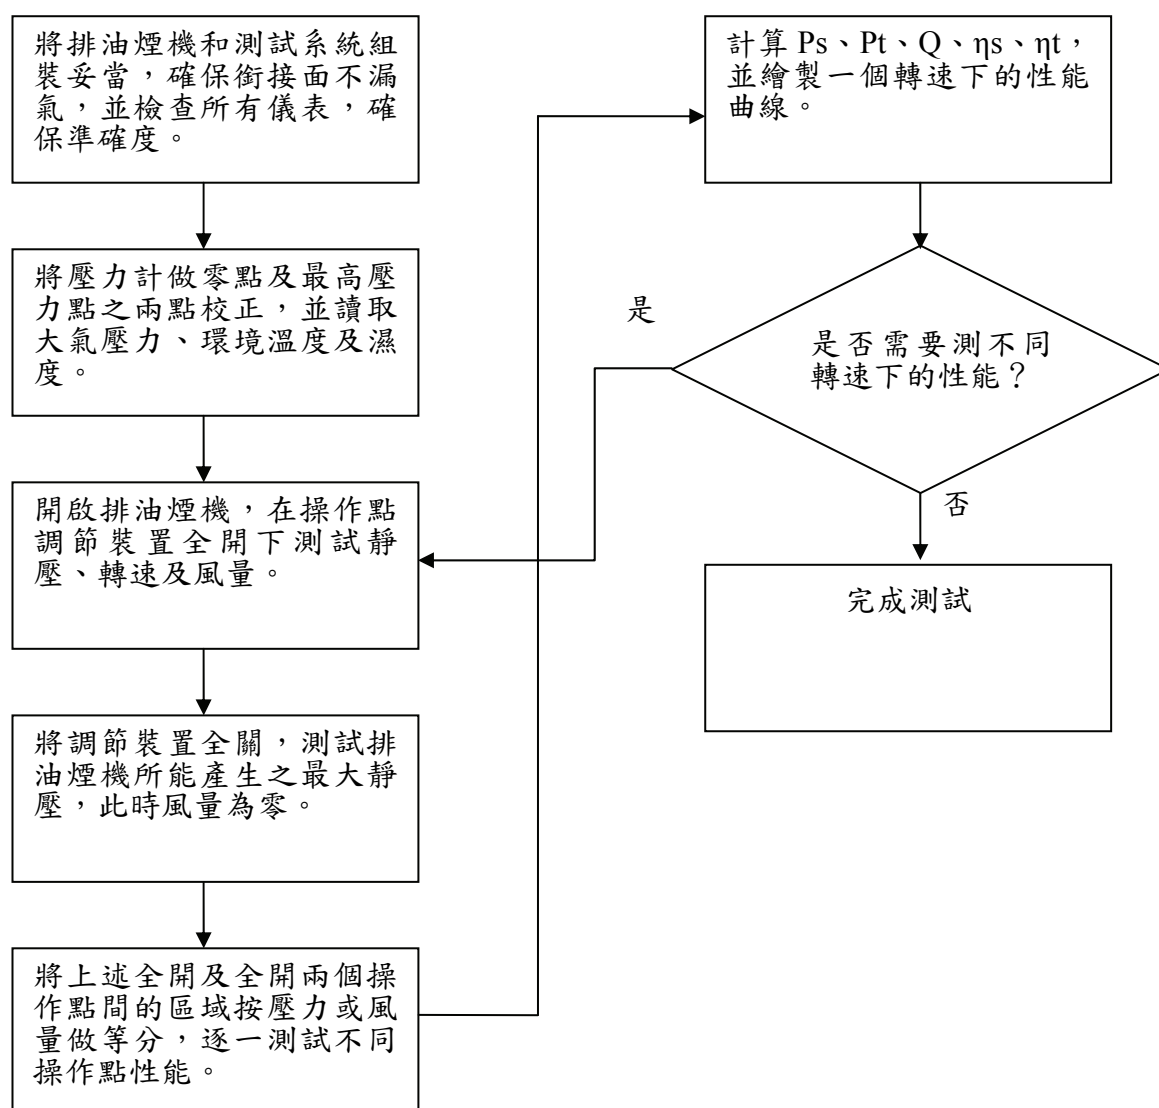 將排油煙機和測試系統組
裝妥當，確保銜接面不漏
氣，並檢查所有儀表，確
保準確度。
將壓力計做零點及最高壓
力點之兩點校正，並讀取
大氣壓力、環境溫度及濕
度。
開啟排油煙機，在操作點
調節裝置全開下測試靜
壓、轉速及風量。
將調節裝置全關，測試排
油煙機所能產生之最大靜
壓，此時風量為零。
將上述全開及全開兩個操
作點間的區域按壓力或風
量做等分，逐一測試不同
操作點性能。
計算 Ps、Pt、Q、ηs、ηt，
並繪製一個轉速下的性能
曲線。
是否需要測不同
轉速下的性能？
是
否
完成測試